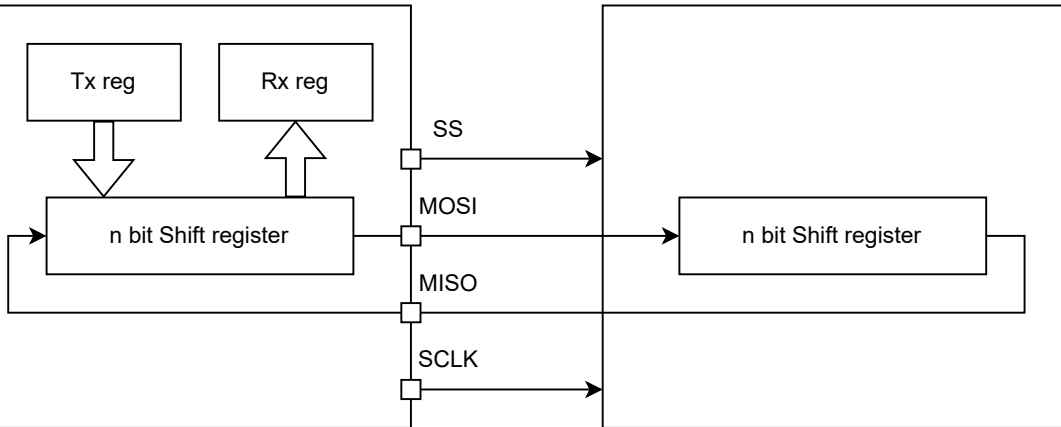 Tx reg
Rx reg
SS
MOSI
n bit Shift register
n bit Shift register
MISO
SCLK